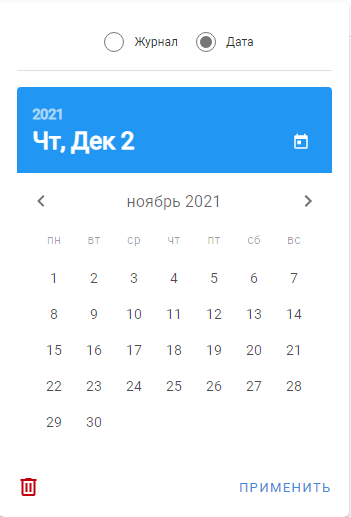 Журнал Дата
2021
Чт, Дек 2
ноябрь 2021
пн вт ср чт пт сб вс
1 2 3 4 5 6 7
8 9 10 11 12 13 14
15 16 17 18 19 20 21
22 23 24 25 26 27 28
29 30
ПРИМЕНИТЬ